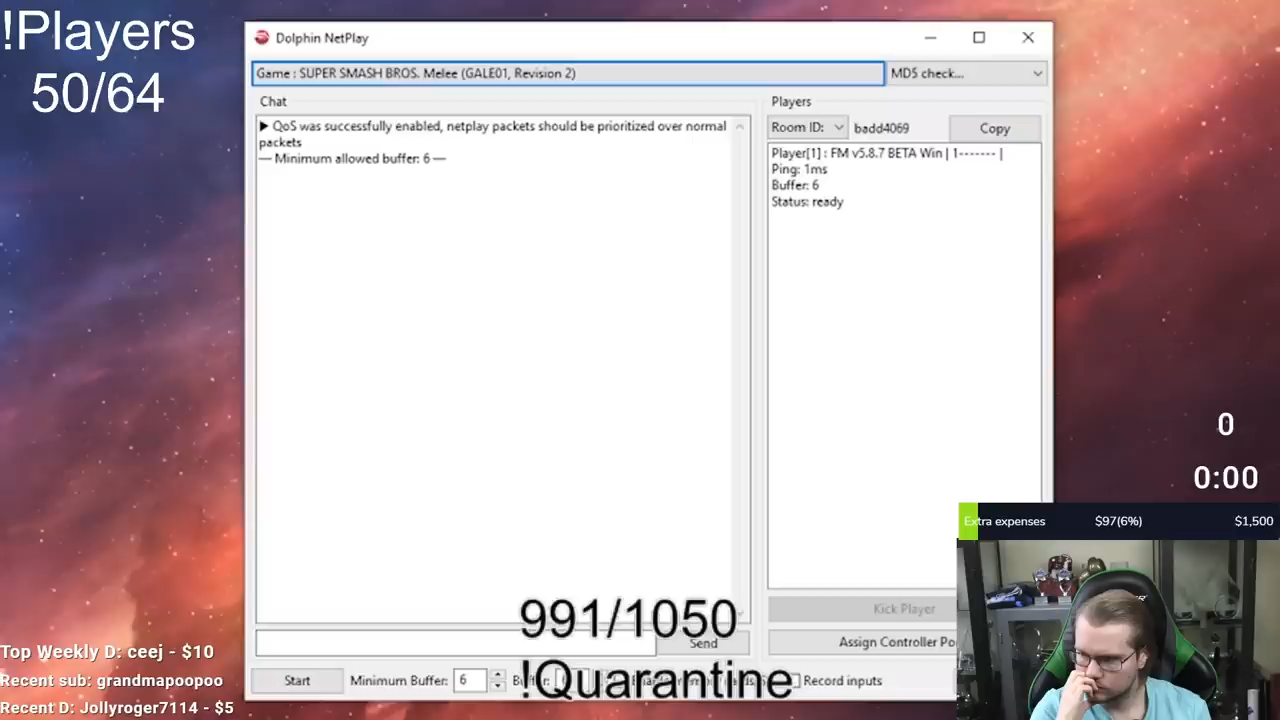 !Players
50/64
Dolphin NetPlay
Game : SUPER SMASH BROS. Melee (GALE01, Revision 2)
MD5 check...
Chat
Players
▶ QoS was successfully enabled, netplay packets should be prioritized over normal
packets
— Minimum allowed buffer: 6 —
Room ID:
badd4069
Copy
Player[1] : FM v5.8.7 BETA Win | 1------- |
Ping: 1ms
Buffer: 6
Status: ready
0
0:00
Extra expenses $97(6%) $1,500
Kick Player
991/1050
Send
Assign Controller Po
!Quarantine
Start
Minimum Buffer: 6
Record inputs
Top Weekly D: ceej - $10
Recent sub: grandmapoopoo
Recent D: Jollyroger7114 - $5